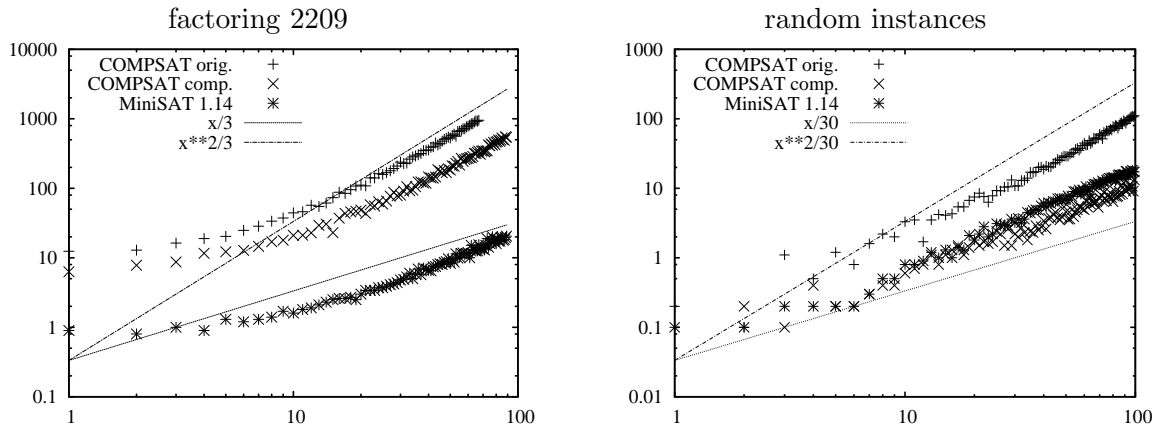 factoring 2209
10000
1000
100
10
1
0.1
1
10
100
COMPSAT orig.
COMPSAT comp.
MiniSAT 1.14
x/3
x**2/3
random instances
1000
100
10
1
0.1
0.01
1
10
100
COMPSAT orig.
COMPSAT comp.
MiniSAT 1.14
x/30
x**2/30